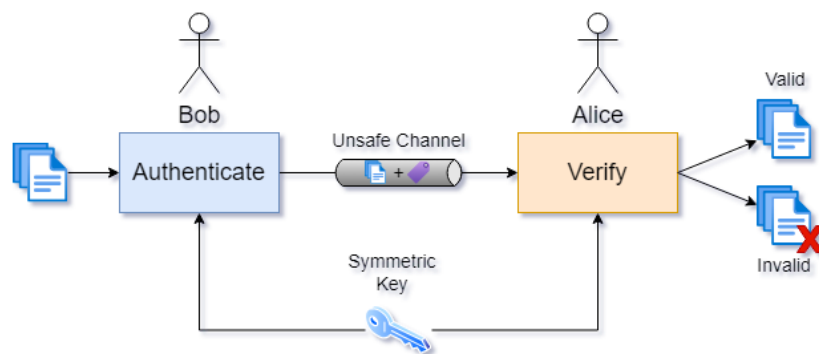 Bob
Alice
Valid
Unsafe Channel
Authenticate
+
Verify
Symmetric
Key
Invalid